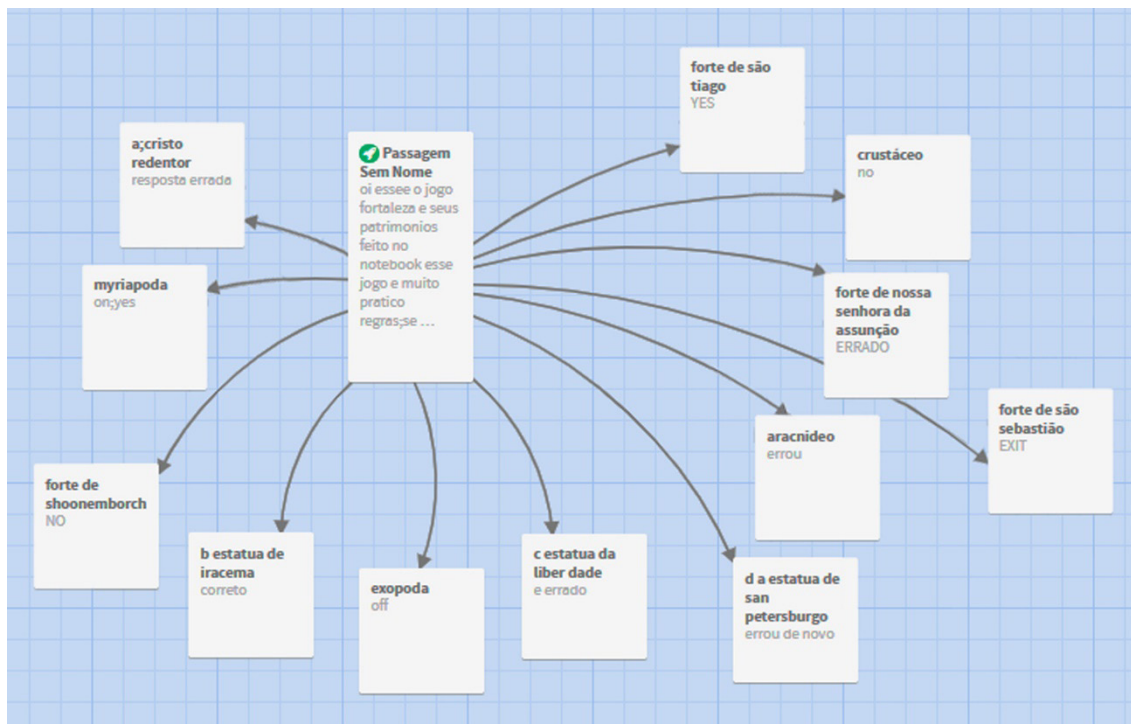 forte de são
tiago
YES
a;cristo
redentor
resposta errada
Passagem
Sem Nome
oi essee o jogo
fortaleza e seus
patrimonios
feito no
notebook esse
jogo e muito
pratico
regras;se ...
crustáceo
no
myriapoda
on;yes
forte de nossa
senhora da
assunção
ERRADO
forte de são
sebastião
EXIT
aracnideo
errou
forte de
shoonemborch
NO
b estatua de
iracema
correto
exopoda
off
c estatua da
liber dade
e errado
d a estatua de
san
petersburgo
errou de novo